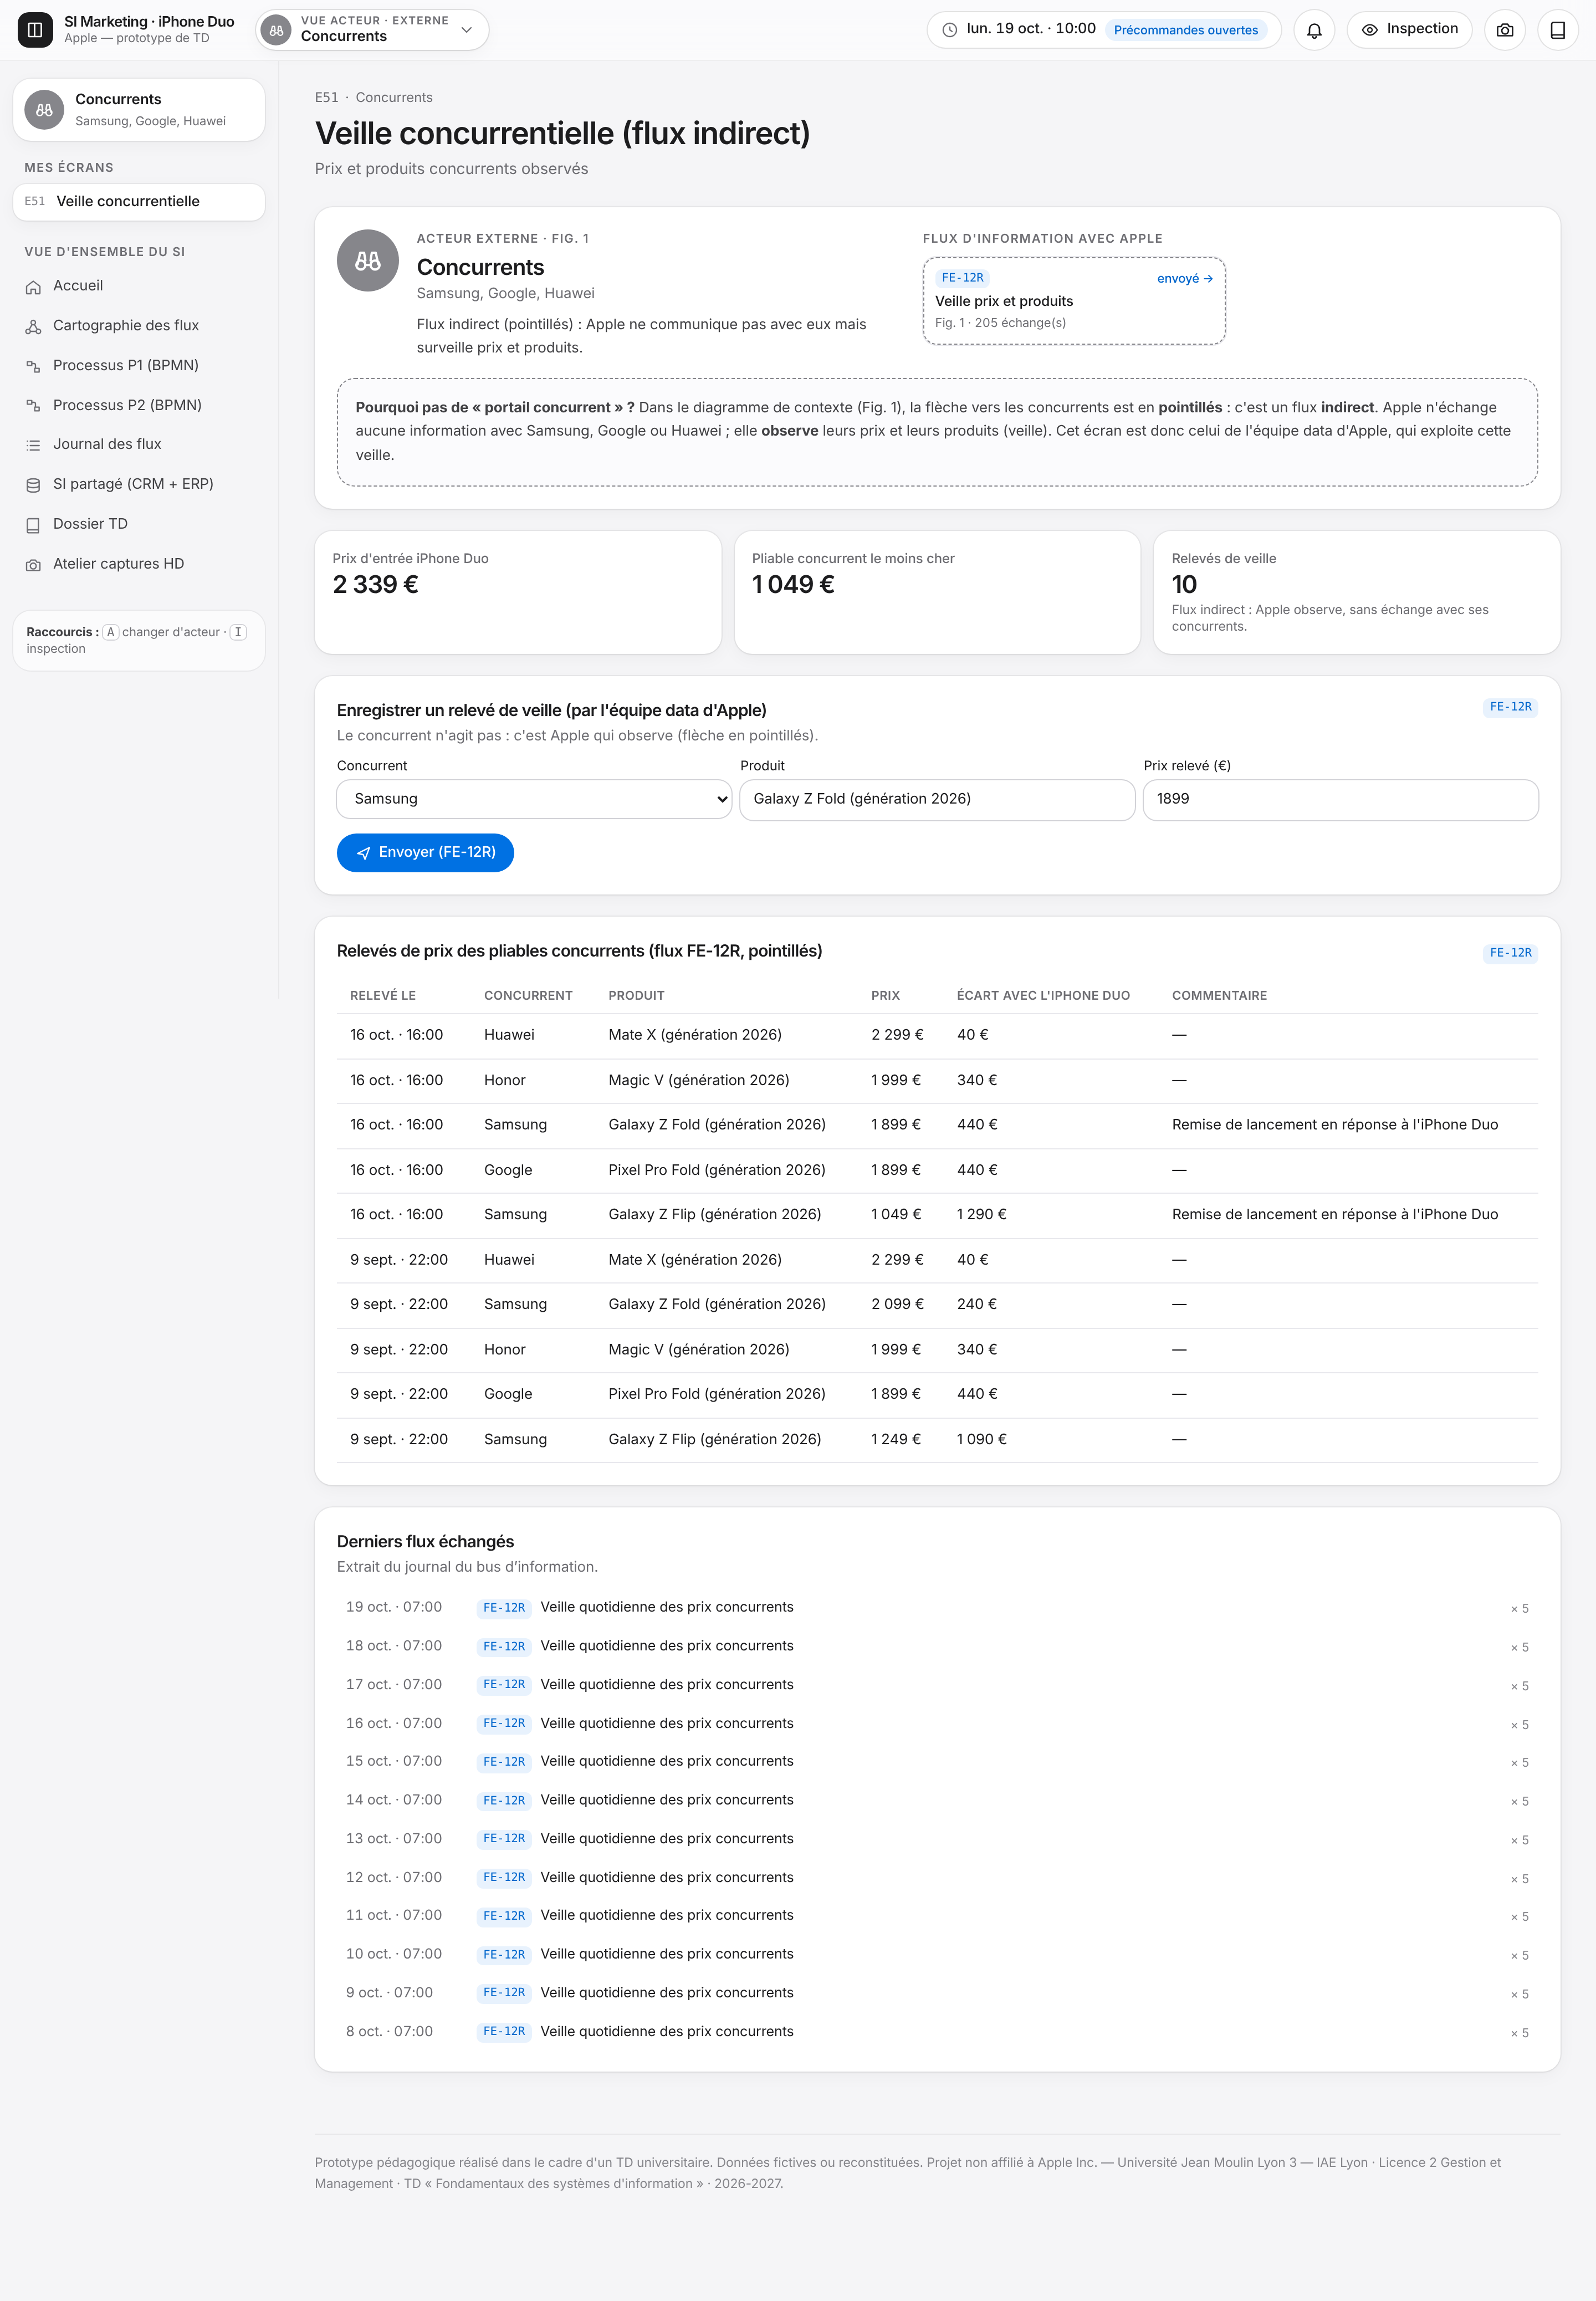 SI Marketing · iPhone Duo
Apple — prototype de TD
VUE ACTEUR · EXTERNE
Concurrents
lun. 19 oct. · 10:00
Précommandes ouvertes
Inspection
Concurrents
Samsung, Google, Huawei
MES ÉCRANS
E51 Veille concurrentielle
VUE D'ENSEMBLE DU SI
Accueil
Cartographie des flux
Processus P1 (BPMN)
Processus P2 (BPMN)
Journal des flux
SI partagé (CRM + ERP)
Dossier TD
Atelier captures HD
Raccourcis : A changer d'acteur · I
inspection
E51 · Concurrents
Veille concurrentielle (flux indirect)
Prix et produits concurrents observés
ACTEUR EXTERNE · FIG. 1
Concurrents
Samsung, Google, Huawei
Flux indirect (pointillés) : Apple ne communique pas avec eux mais
surveille prix et produits.
FLUX D'INFORMATION AVEC APPLE
FE-12R envoyé →
Veille prix et produits
Fig. 1 · 205 échange(s)
Pourquoi pas de « portail concurrent » ? Dans le diagramme de contexte (Fig. 1), la flèche vers les concurrents est en pointillés : c'est un flux indirect. Apple n'échange
aucune information avec Samsung, Google ou Huawei ; elle observe leurs prix et leurs produits (veille). Cet écran est donc celui de l'équipe data d'Apple, qui exploite cette
veille.
Prix d'entrée iPhone Duo
2 339 €
Pliable concurrent le moins cher
1 049 €
Relevés de veille
10
Flux indirect : Apple observe, sans échange avec ses
concurrents.
Enregistrer un relevé de veille (par l'équipe data d'Apple)
FE-12R
Le concurrent n'agit pas : c'est Apple qui observe (flèche en pointillés).
Concurrent Produit Prix relevé (€)
Samsung Galaxy Z Fold (génération 2026) 1899
Envoyer (FE-12R)
Relevés de prix des pliables concurrents (flux FE-12R, pointillés)
FE-12R
RELEVÉ LE CONCURRENT PRODUIT PRIX ÉCART AVEC L'IPHONE DUO COMMENTAIRE
16 oct. · 16:00 Huawei Mate X (génération 2026) 2 299 € 40 € —
16 oct. · 16:00 Honor Magic V (génération 2026) 1 999 € 340 € —
16 oct. · 16:00 Samsung Galaxy Z Fold (génération 2026) 1 899 € 440 € Remise de lancement en réponse à l'iPhone Duo
16 oct. · 16:00 Google Pixel Pro Fold (génération 2026) 1 899 € 440 € —
16 oct. · 16:00 Samsung Galaxy Z Flip (génération 2026) 1 049 € 1 290 € Remise de lancement en réponse à l'iPhone Duo
9 sept. · 22:00 Huawei Mate X (génération 2026) 2 299 € 40 € —
9 sept. · 22:00 Samsung Galaxy Z Fold (génération 2026) 2 099 € 240 € —
9 sept. · 22:00 Honor Magic V (génération 2026) 1 999 € 340 € —
9 sept. · 22:00 Google Pixel Pro Fold (génération 2026) 1 899 € 440 € —
9 sept. · 22:00 Samsung Galaxy Z Flip (génération 2026) 1 249 € 1 090 € —
Derniers flux échangés
Extrait du journal du bus d’information.
19 oct. · 07:00 FE-12R Veille quotidienne des prix concurrents × 5
18 oct. · 07:00 FE-12R Veille quotidienne des prix concurrents × 5
17 oct. · 07:00 FE-12R Veille quotidienne des prix concurrents × 5
16 oct. · 07:00 FE-12R Veille quotidienne des prix concurrents × 5
15 oct. · 07:00 FE-12R Veille quotidienne des prix concurrents × 5
14 oct. · 07:00 FE-12R Veille quotidienne des prix concurrents × 5
13 oct. · 07:00 FE-12R Veille quotidienne des prix concurrents × 5
12 oct. · 07:00 FE-12R Veille quotidienne des prix concurrents × 5
11 oct. · 07:00 FE-12R Veille quotidienne des prix concurrents × 5
10 oct. · 07:00 FE-12R Veille quotidienne des prix concurrents × 5
9 oct. · 07:00 FE-12R Veille quotidienne des prix concurrents × 5
8 oct. · 07:00 FE-12R Veille quotidienne des prix concurrents × 5
Prototype pédagogique réalisé dans le cadre d'un TD universitaire. Données fictives ou reconstituées. Projet non affilié à Apple Inc. — Université Jean Moulin Lyon 3 — IAE Lyon · Licence 2 Gestion et
Management · TD « Fondamentaux des systèmes d'information » · 2026-2027.